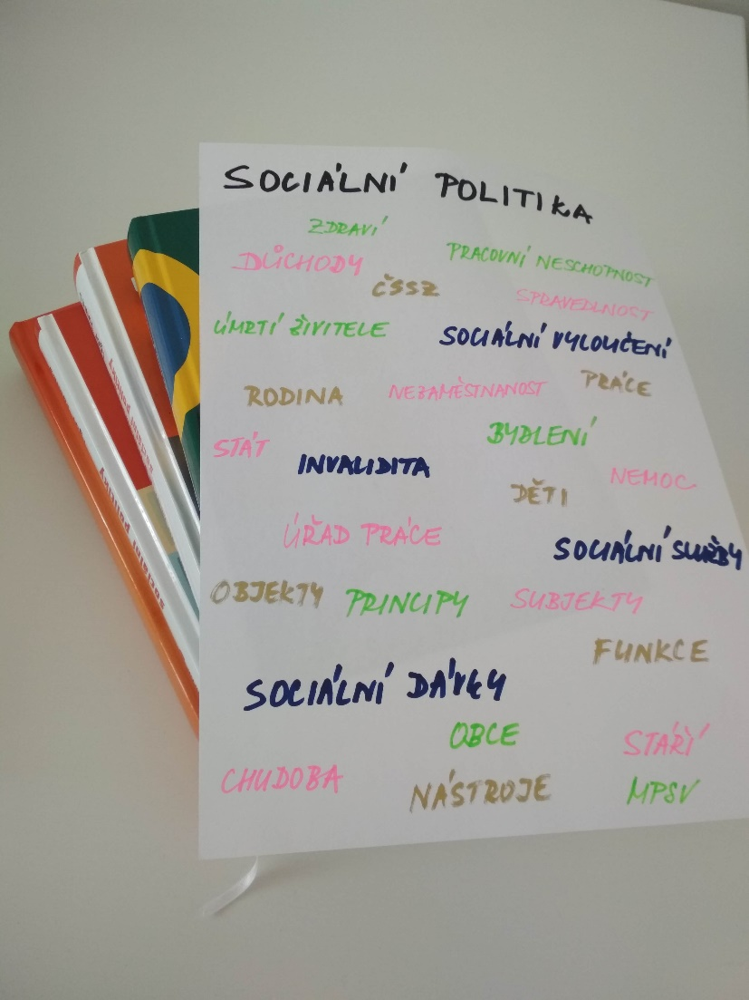 SOCIÁLNÍ POLITIKA
ZDRAVÍ
DŮCHODY
PRACOVNÍ NESCHOPNOST
ČSSZ
SPRAVEDLNOST
ÚMRTÍ ŽIVITELE
SOCIÁLNÍ VYLOUČENÍ
RODINA
NEZAMĚSTNANOST
PRÁCE
STÁT
BYDLENÍ
INVALIDITA
NEMOC
DĚTI
ÚŘAD PRÁCE
SOCIÁLNÍ SLUŽBY
OBJEKTY
PRINCIPY
SUBJEKTY
FUNKCE
SOCIÁLNÍ DÁVKY
OBCE
STÁŘÍ
CHUDOBA
NÁSTROJE
MPSV